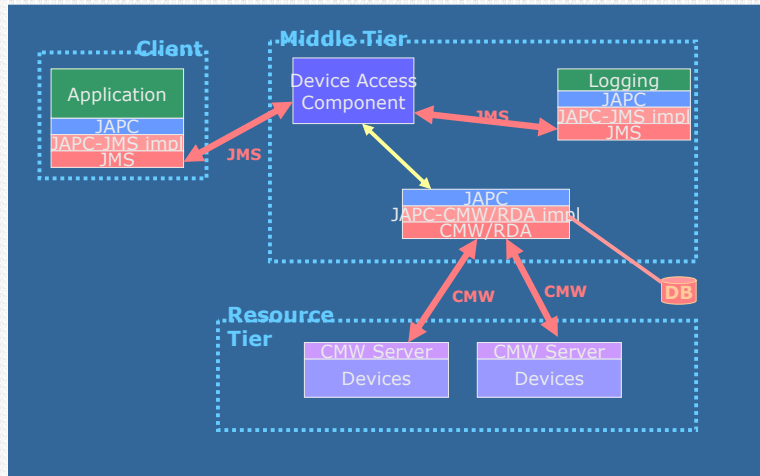 Client
Middle Tier
Application
JAPC
JAPC-JMS impl
JMS
JMS
Device Access
Component
JMS
Logging
JAPC
JAPC-JMS impl
JMS
JAPC
JAPC-CMW/RDA impl
CMW/RDA
CMW
CMW
DB
Resource
Tier
CMW Server
Devices
CMW Server
Devices